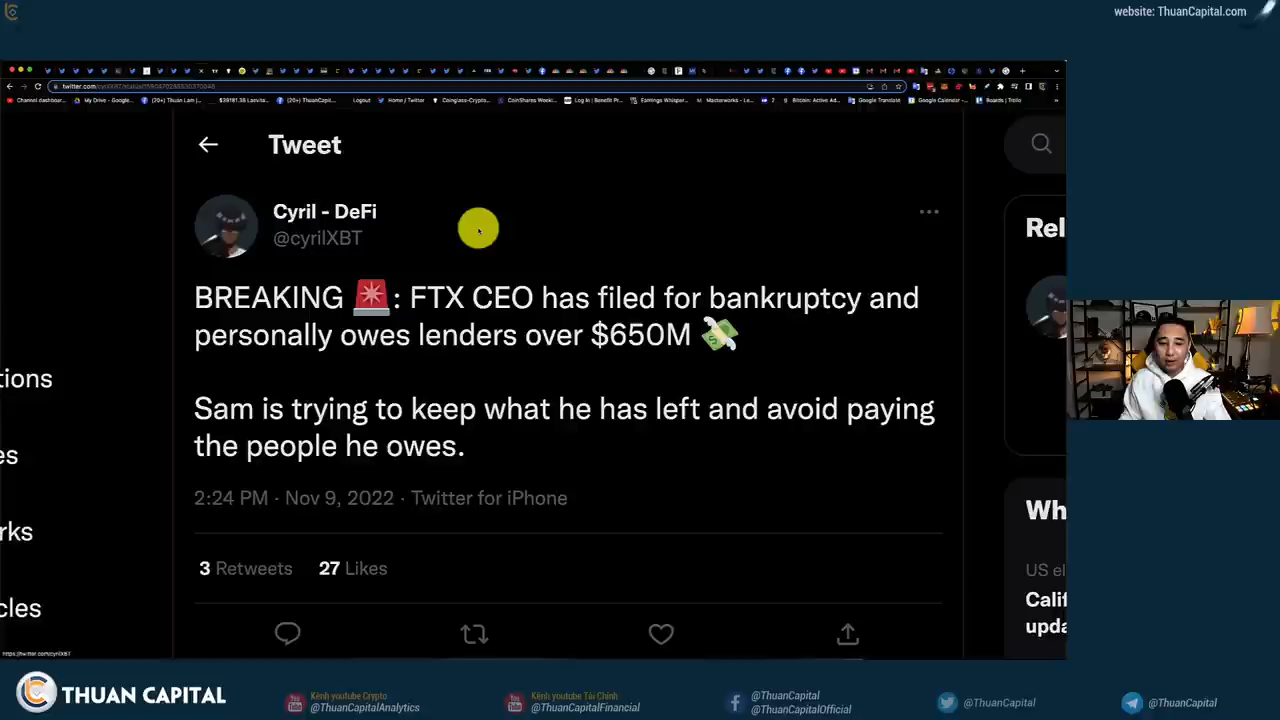 website: ThuanCapital.com
Tweet
Cyril - DeFi
@cyrilXBT
BREAKING 🚨: FTX CEO has filed for bankruptcy and
personally owes lenders over $650M 💸
Sam is trying to keep what he has left and avoid paying
the people he owes.
2:24 PM · Nov 9, 2022 · Twitter for iPhone
3 Retweets 27 Likes
tions
es
rks
cles
Rel
Wh
US el
Calif
upda
THUAN CAPITAL
Kênh youtube Crypto
@ThuanCapitalAnalytics
Kênh youtube Tài Chính
@ThuanCapitalFinancial
@ThuanCapital
@ThuanCapitalOfficial
@ThuanCapital
@ThuanCapital